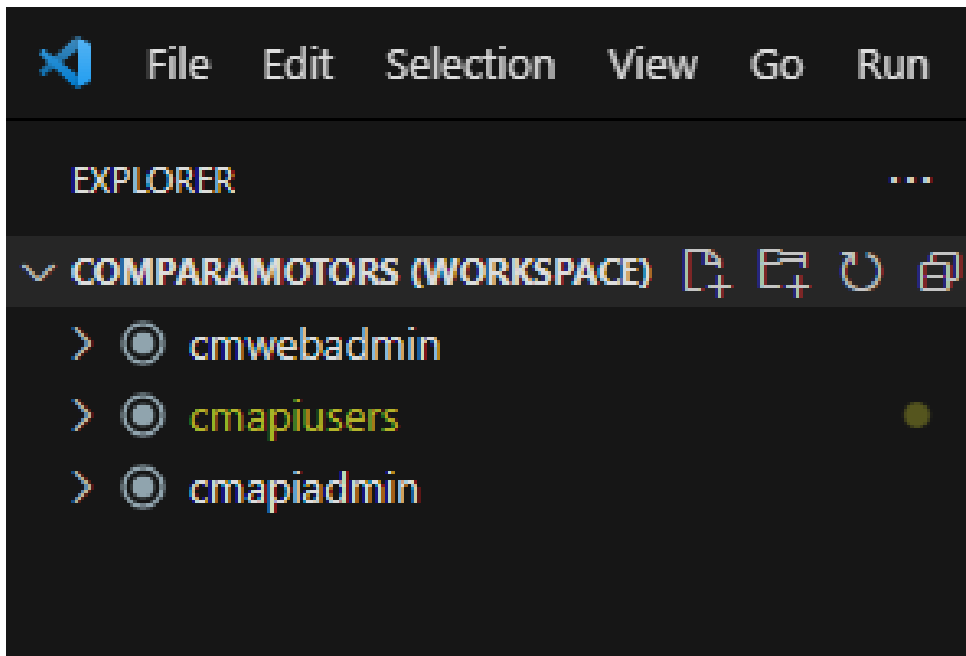 File Edit Selection View Go Run
EXPLORER
COMPARAMOTORS (WORKSPACE)
cmwebadmin
cmapiusers
cmapiadmin